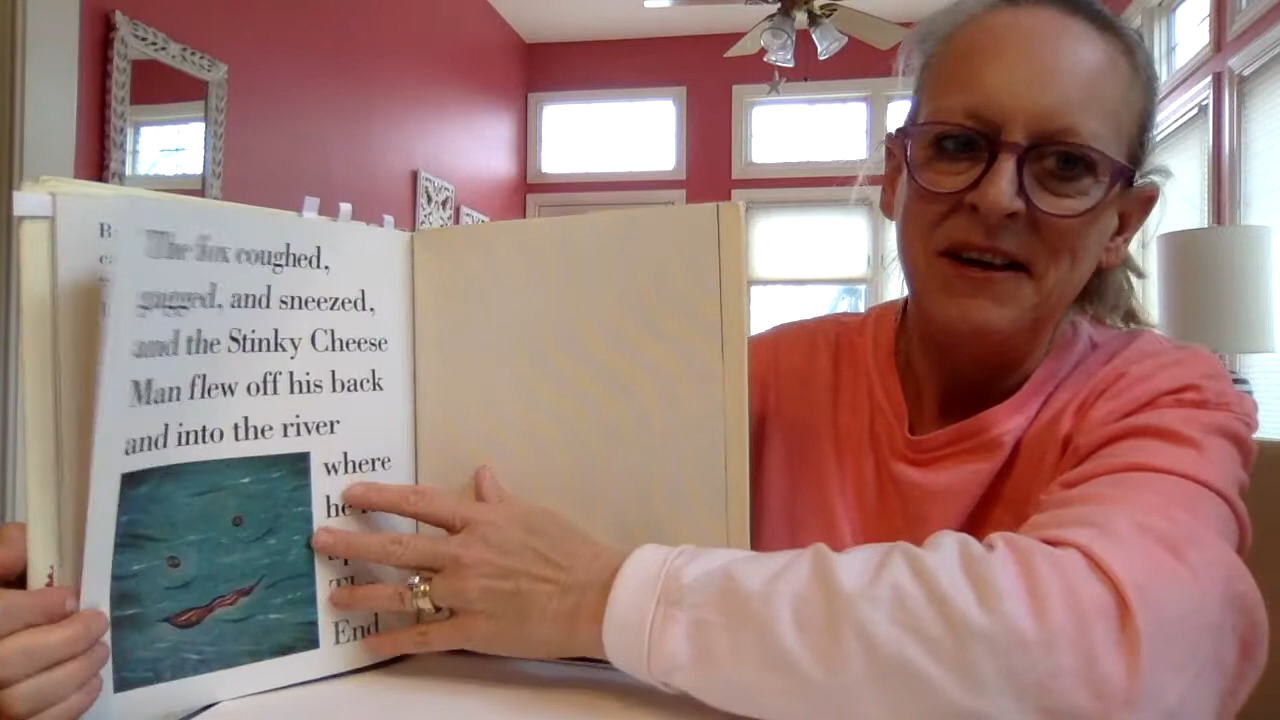 The fox coughed,
gagged, and sneezed,
and the Stinky Cheese
Man flew off his back
and into the river
where
he
End